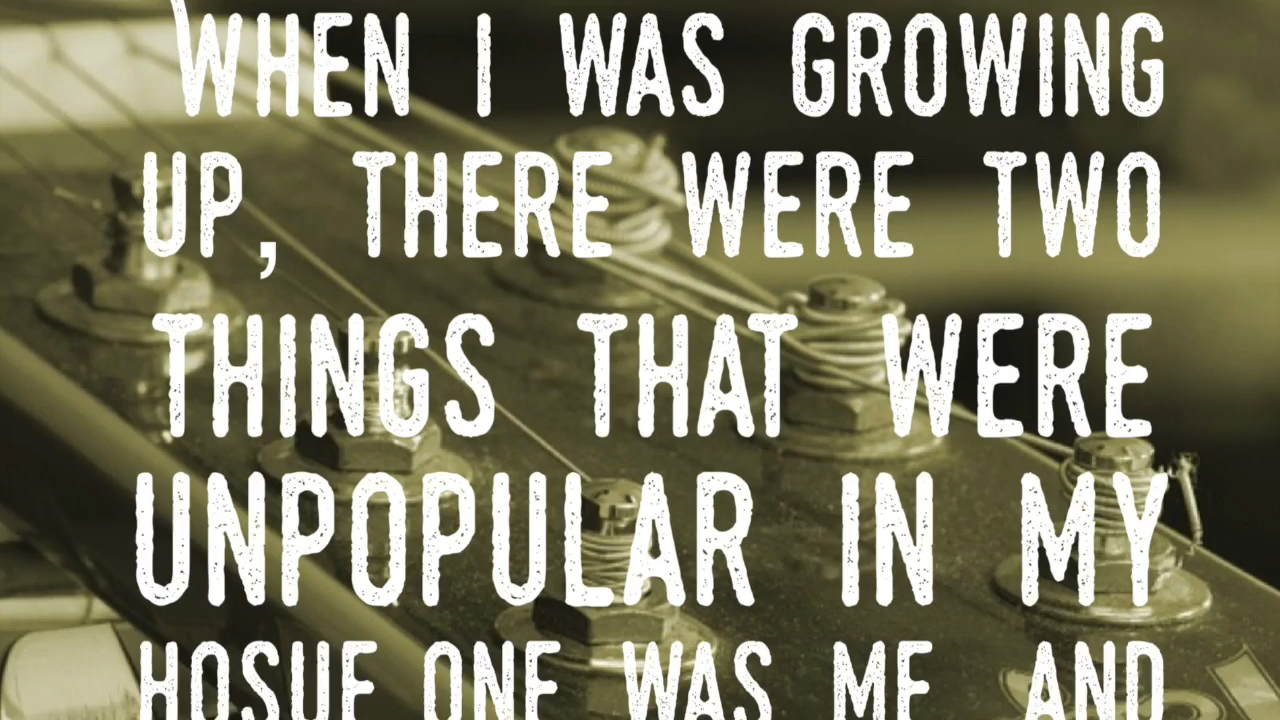 WHEN I WAS GROWING
UP, THERE WERE TWO
THINGS THAT WERE
UNPOPULAR IN MY
HOSUE ONE WAS ME AND